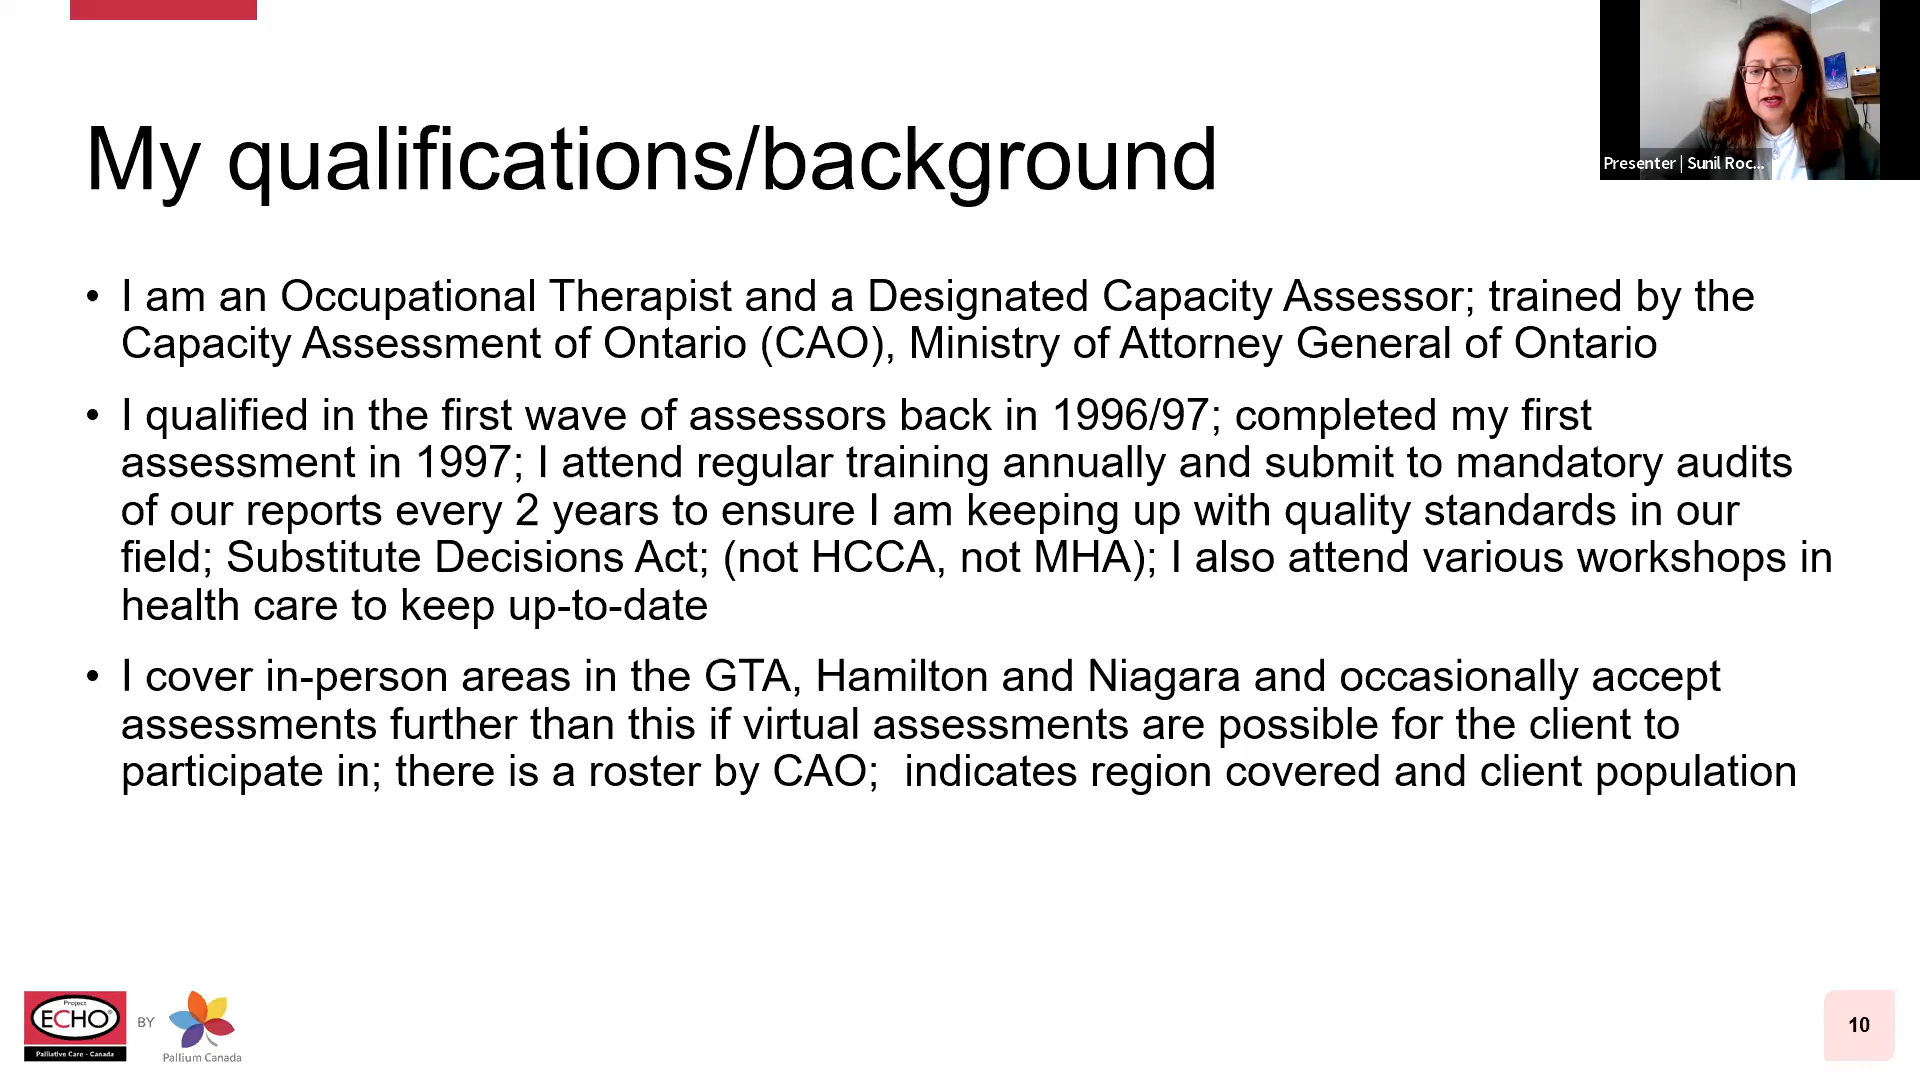 Presenter | Sunil Roc...
My qualifications/background
• I am an Occupational Therapist and a Designated Capacity Assessor; trained by the
Capacity Assessment of Ontario (CAO), Ministry of Attorney General of Ontario
• I qualified in the first wave of assessors back in 1996/97; completed my first
assessment in 1997; I attend regular training annually and submit to mandatory audits
of our reports every 2 years to ensure I am keeping up with quality standards in our
field; Substitute Decisions Act; (not HCCA, not MHA); I also attend various workshops in
health care to keep up-to-date
• I cover in-person areas in the GTA, Hamilton and Niagara and occasionally accept
assessments further than this if virtual assessments are possible for the client to
participate in; there is a roster by CAO;  indicates region covered and client population
Project
ECHO®
Palliative Care - Canada
BY
Pallium Canada
10